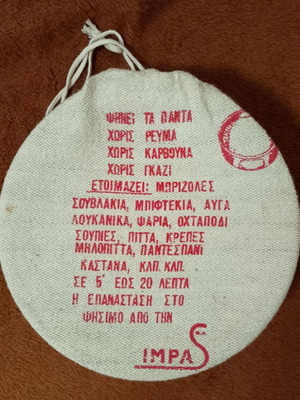 ΨΗΝΕΙ ΤΑ ΠΑΝΤΑ
ΧΩΡΙΣ ΡΕΥΜΑ
ΧΩΡΙΣ ΚΑΡΒΟΥΝΑ
ΧΩΡΙΣ ΓΚΑΖΙ
ΕΤΟΙΜΑΖΕΙ: ΜΠΡΙΖΟΛΕΣ
ΣΟΥΒΛΑΚΙΑ, ΜΠΙΦΤΕΚΙΑ, ΑΥΓΑ
ΛΟΥΚΑΝΙΚΑ, ΨΑΡΙΑ, ΟΧΤΑΠΟΔΙ
ΣΟΥΠΙΕΣ, ΠΙΤΤΑ, ΚΡΕΠΕΣ
ΜΗΛΟΠΙΤΤΑ, ΠΑΝΤΕΣΠΑΝΙ
ΚΑΣΤΑΝΑ, ΚΛΠ. ΚΛΠ.
ΣΕ 5΄ ΕΩΣ 20 ΛΕΠΤΑ
Η ΕΠΑΝΑΣΤΑΣΗ ΣΤΟ
ΨΗΣΙΜΟ ΑΠΟ ΤΗΝ
IMPAS